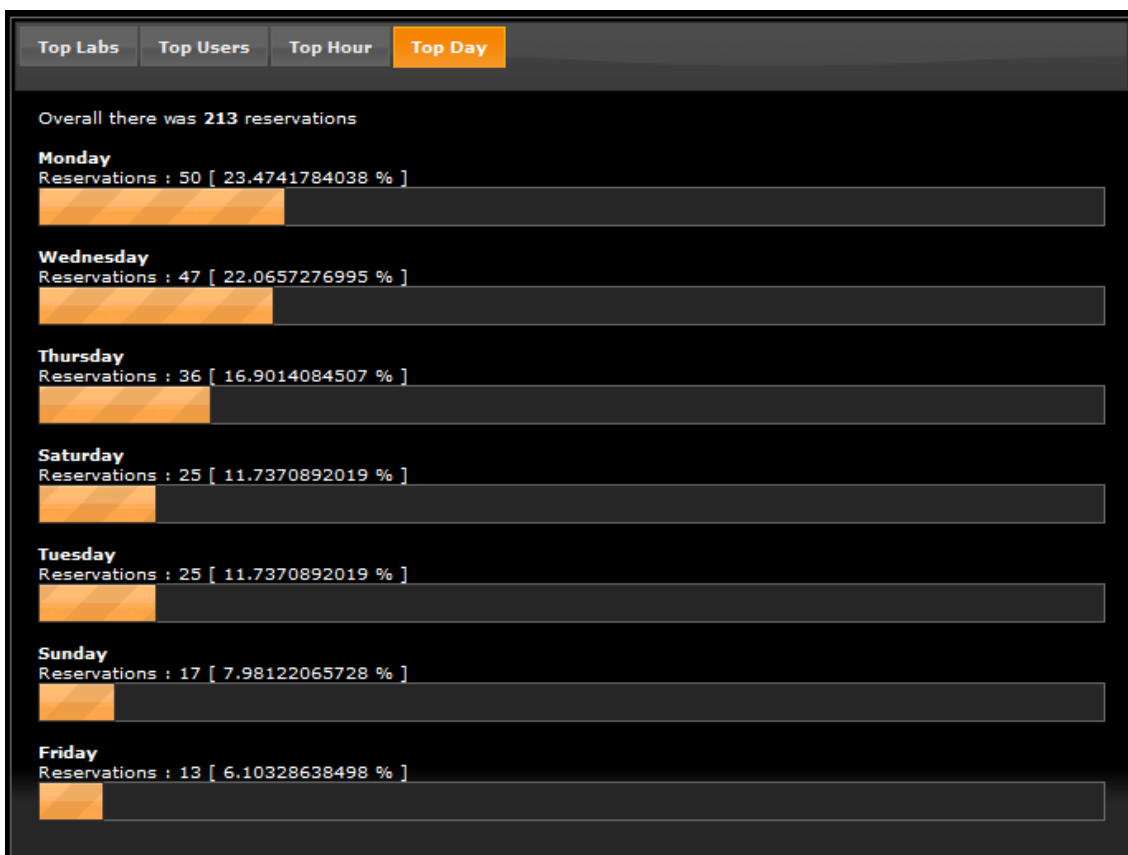 Top Labs Top Users Top Hour Top Day
Overall there was 213 reservations
Monday
Reservations : 50 [ 23.4741784038 % ]
Wednesday
Reservations : 47 [ 22.0657276995 % ]
Thursday
Reservations : 36 [ 16.9014084507 % ]
Saturday
Reservations : 25 [ 11.7370892019 % ]
Tuesday
Reservations : 25 [ 11.7370892019 % ]
Sunday
Reservations : 17 [ 7.98122065728 % ]
Friday
Reservations : 13 [ 6.10328638498 % ]